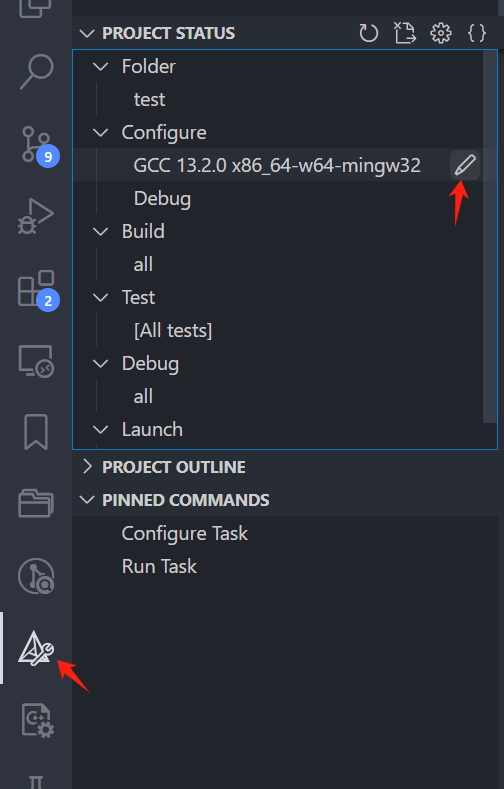 PROJECT STATUS
Folder
test
Configure
GCC 13.2.0 x86_64-w64-mingw32
Debug
Build
all
Test
[All tests]
Debug
all
Launch
PROJECT OUTLINE
PINNED COMMANDS
Configure Task
Run Task
9
2
C++